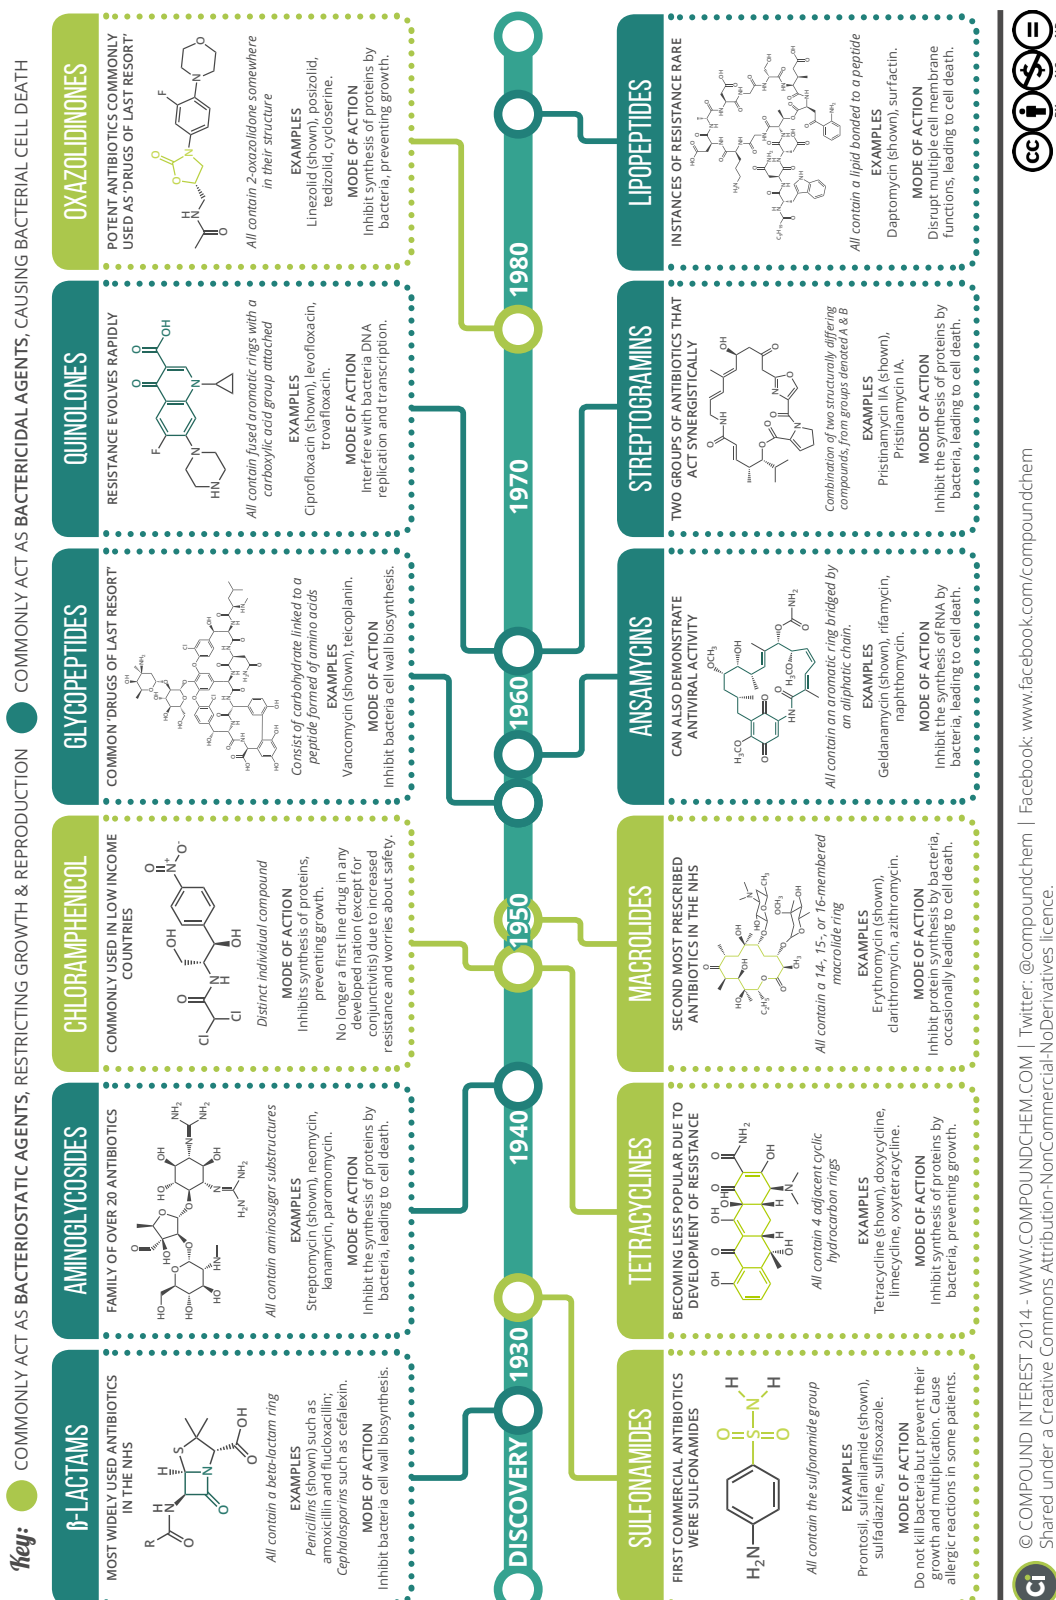 Key:
COMMONLY ACT AS BACTERIOSTATIC AGENTS, RESTRICTING GROWTH & REPRODUCTION
COMMONLY ACT AS BACTERICIDAL AGENTS, CAUSING BACTERIAL CELL DEATH
β-LACTAMS
MOST WIDELY USED ANTIBIOTICS
IN THE NHS
All contain a beta-lactam ring
EXAMPLES
Penicillins (shown) such as
amoxicillin and flucloxacillin;
Cephalosporins such as cefalexin.
MODE OF ACTION
Inhibit bacteria cell wall biosynthesis.
AMINOGLYCOSIDES
FAMILY OF OVER 20 ANTIBIOTICS
All contain aminosugar substructures
EXAMPLES
Streptomycin (shown), neomycin,
kanamomycin, paromomycin.
MODE OF ACTION
Inhibit the synthesis of proteins by
bacteria, leading to cell death.
CHLORAMPHENICOL
COMMONLY USED IN LOW INCOME
COUNTRIES
Distinct individual compound
MODE OF ACTION
Inhibits synthesis of proteins,
preventing growth.
No longer a first line drug in any
developed nation (except for
conjunctivitis) due to increased
resistance and worries about safety.
GLYCOPEPTIDES
COMMON 'DRUGS OF LAST RESORT'
Consist of carbohydrate linked to a
peptide formed of amino acids
EXAMPLES
Vancomycin (shown), teicoplanin.
MODE OF ACTION
Inhibit bacteria cell wall biosynthesis.
QUINOLONES
RESISTANCE EVOLVES RAPIDLY
All contain fused aromatic rings with a
carboxylic acid group attached
EXAMPLES
Ciprofloxacin (shown), levofloxacin,
trovafloxacin.
MODE OF ACTION
Interfere with bacteria DNA
replication and transcription.
OXAZOLIDINONES
POTENT ANTIBIOTICS COMMONLY
USED AS 'DRUGS OF LAST RESORT'
All contain 2-oxazolidone somewhere
in their structure
EXAMPLES
Linezolid (shown), posizolid,
tedizolid, cycloserine.
MODE OF ACTION
Inhibit synthesis of proteins by
bacteria, preventing growth.
DISCOVERY
1930
1940
1950
1960
1970
1980
SULFONAMIDES
FIRST COMMERCIAL ANTIBIOTICS
WERE SULFONAMIDES
All contain the sulfonamide group
EXAMPLES
Prontosil, sulfanilamide (shown),
sulfadiazine, sulfisoxazole.
MODE OF ACTION
Do not kill bacteria but prevent their
growth and multiplication. Cause
allergic reactions in some patients.
TETRACYCLINES
BECOMING LESS POPULAR DUE TO
DEVELOPMENT OF RESISTANCE
All contain 4 adjacent cyclic
hydrocarbon rings
EXAMPLES
Tetracycline (shown), doxycycline,
limecycline, oxytetracycline.
MODE OF ACTION
Inhibit synthesis of proteins by
bacteria, preventing growth.
MACROLIDES
SECOND MOST PRESCRIBED
ANTIBIOTICS IN THE NHS
All contain a 14-, 15-, or 16-membered
macrolide ring
EXAMPLES
Erythromycin (shown),
clarithromycin, azithromycin.
MODE OF ACTION
Inhibit protein synthesis by bacteria,
occasionally leading to cell death.
ANSAMYCINS
CAN ALSO DEMONSTRATE
ANTIVIRAL ACTIVITY
All contain an aromatic ring bridged by
an aliphatic chain.
EXAMPLES
Geldanamycin (shown), rifamycin,
naphthomycin.
MODE OF ACTION
Inhibit the synthesis of RNA by
bacteria, leading to cell death.
STREPTOGRAMINS
TWO GROUPS OF ANTIBIOTICS THAT
ACT SYNERGISTICALLY
Combination of two structurally differing
compounds, from groups denoted A & B
EXAMPLES
Pristinamycin IIA (shown),
Pristinamycin IA.
MODE OF ACTION
Inhibit the synthesis of proteins by
bacteria, leading to cell death.
LIPOPEPTIDES
INSTANCES OF RESISTANCE RARE
All contain a lipid bonded to a peptide
EXAMPLES
Daptomycin (shown), surfactin.
MODE OF ACTION
Disrupt multiple cell membrane
functions, leading to cell death.
Ci
© COMPOUND INTEREST 2014 - WWW.COMPOUNDCHEM.COM | Twitter: @compoundchem | Facebook: www.facebook.com/compoundchem
Shared under a Creative Commons Attribution-NonCommercial-NoDerivatives licence.
cc